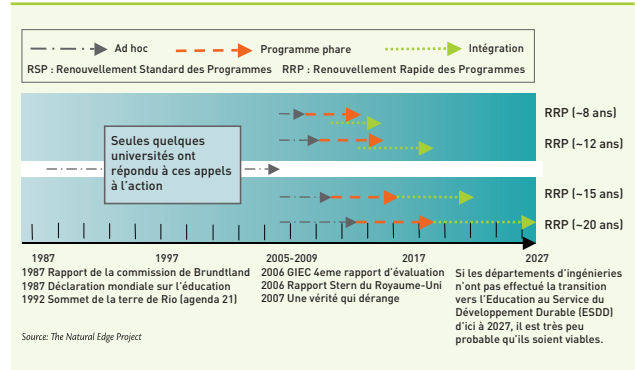 Ad hoc
Programme phare
Intégration
RSP : Renouvellement Standard des Programmes RRP : Renouvellement Rapide des Programmes
RRP (~8 ans)
RRP (~12 ans)
Seules quelques
universités ont
répondu à ces appels
à l'action
RRP (~15 ans)
RRP (~20 ans)
1987
1997
2005-2009
2017
2027
1987 Rapport de la commission de Brundtland
1987 Déclaration mondiale sur l'éducation
1992 Sommet de la terre de Rio (agenda 21)
2006 GIEC 4eme rapport d'évaluation
2006 Rapport Stern du Royaume-Uni
2007 Une vérité qui dérange
Si les départements d'ingénieries
n'ont pas effectué la transition
vers l'Education au Service du
Développement Durable (ESDD)
d'ici à 2027, il est très peu
probable qu'ils soient viables.
Source: The Natural Edge Project